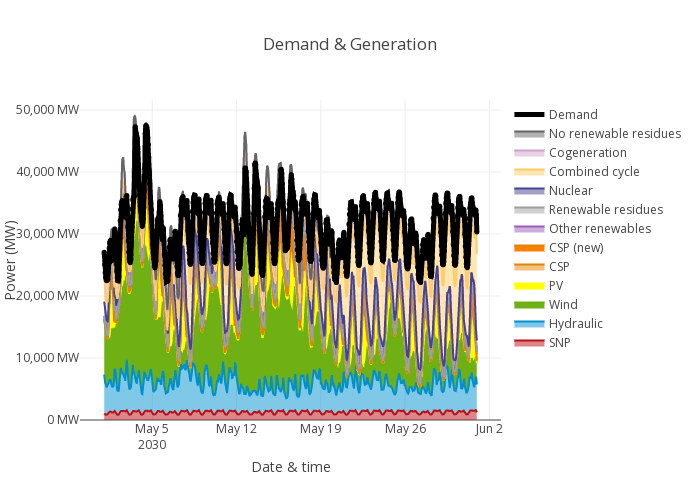 Demand & Generation
50,000 MW
40,000 MW
30,000 MW
20,000 MW
10,000 MW
0 MW
Power (MW)
May 5
2030
May 12
May 19
May 26
Jun 2
Date & time
Demand
No renewable residues
Cogeneration
Combined cycle
Nuclear
Renewable residues
Other renewables
CSP (new)
CSP
PV
Wind
Hydraulic
SNP